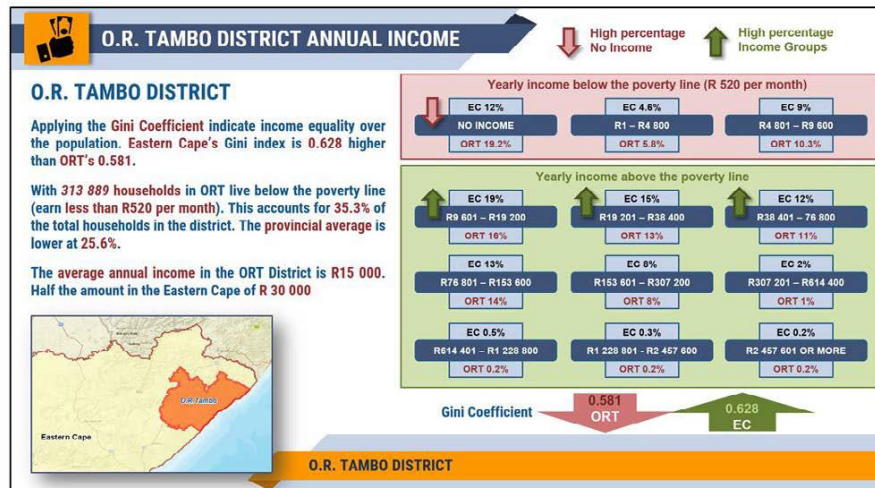 O.R. TAMBO DISTRICT ANNUAL INCOME
High percentage
No Income
High percentage
Income Groups
O.R. TAMBO DISTRICT
Applying the Gini Coefficient indicate income equality over
the population. Eastern Cape's Gini index is 0.628 higher
than ORT's 0.581.
With 313 889 households in ORT live below the poverty line
(earn less than R520 per month). This accounts for 35.3% of
the total households in the district. The provincial average is
lower at 25.6%.
The average annual income in the ORT District is R15 000.
Half the amount in the Eastern Cape of R 30 000
Yearly income below the poverty line (R 520 per month)
EC 12%
NO INCOME
ORT 19.2%
EC 4.6%
R1 – R4 800
ORT 5.8%
EC 9%
R4 801 – R9 600
ORT 10.3%
Yearly income above the poverty line
EC 19%
R9 601 – R19 200
ORT 16%
EC 15%
R19 201 – R38 400
ORT 13%
EC 12%
R38 401 – 76 800
ORT 11%
EC 13%
R76 801 – R153 600
ORT 14%
EC 8%
R153 601 – R307 200
ORT 8%
EC 2%
R307 201 – R614 400
ORT 1%
EC 0.5%
R614 401 – R1 228 800
ORT 0.2%
EC 0.3%
R1 228 801 - R2 457 600
ORT 0.2%
EC 0.2%
R2 457 601 OR MORE
ORT 0.2%
Gini Coefficient
0.581
ORT
0.628
EC
O.R. Tambo
Eastern Cape
O.R. TAMBO DISTRICT